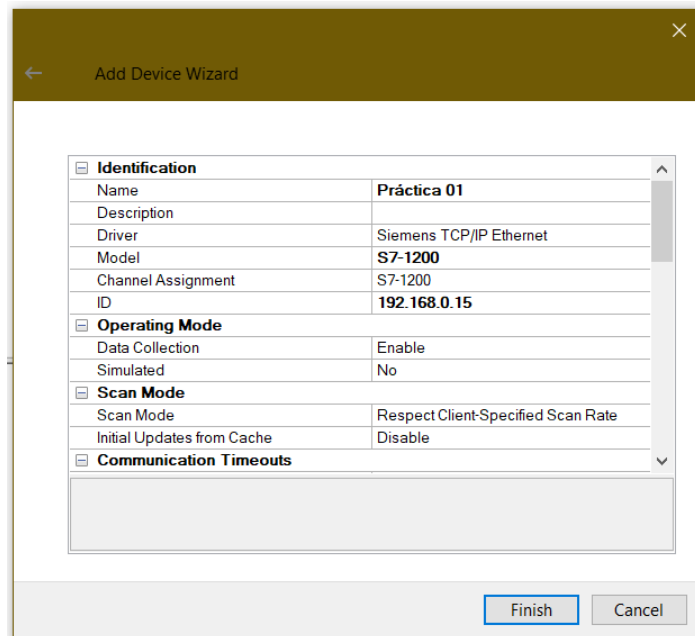 Add Device Wizard
Identification
Name Práctica 01
Description
Driver Siemens TCP/IP Ethernet
Model S7-1200
Channel Assignment S7-1200
ID 192.168.0.15
Operating Mode
Data Collection Enable
Simulated No
Scan Mode
Scan Mode Respect Client-Specified Scan Rate
Initial Updates from Cache Disable
Communication Timeouts
Finish Cancel